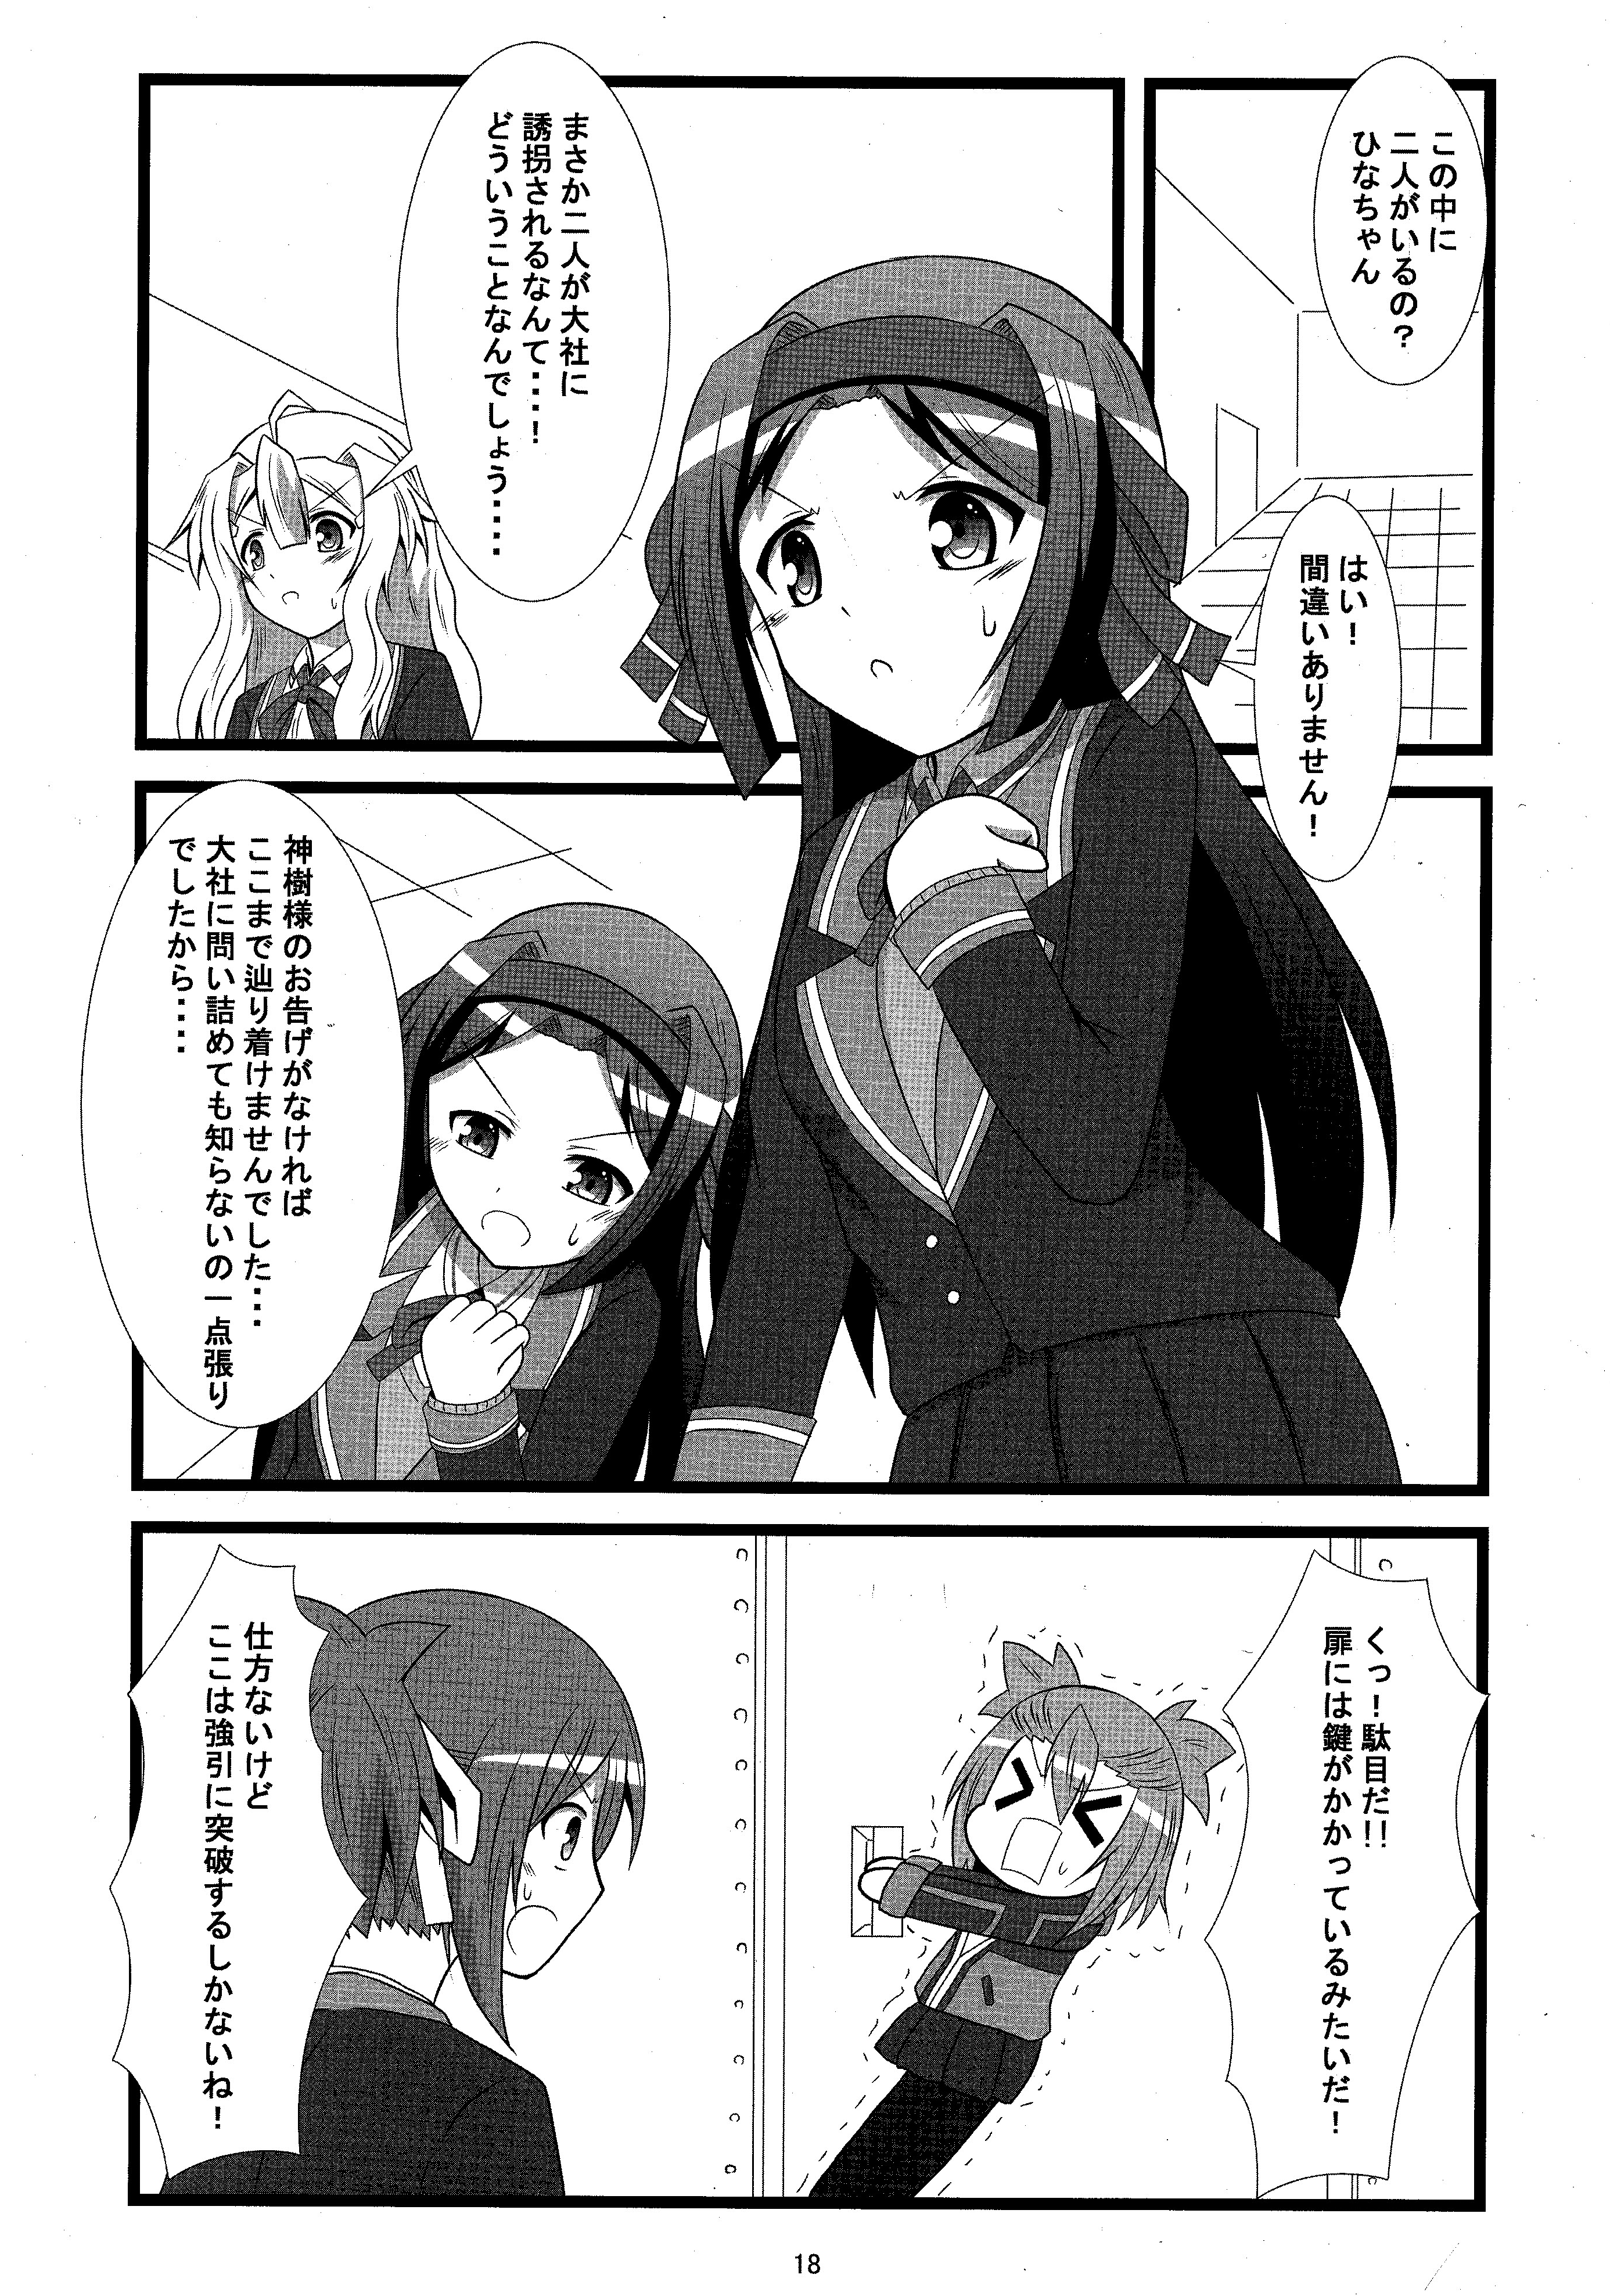 この中に
二人がいるの？
ひなちゃん
はい！
間違いありません！
まさか二人が大社に
誘拐されるなんて・・・・！
どういうことなんでしょう・・・・
神樹様のお告げがなければ
ここまで辿り着けませんでした・・・
大社に問い詰めても知らないの一点張り
でしたから・・・・
くっ！駄目だ!!
扉には鍵がかかっているみたいだ！
仕方ないけど
ここは強引に突破するしかないね！
18